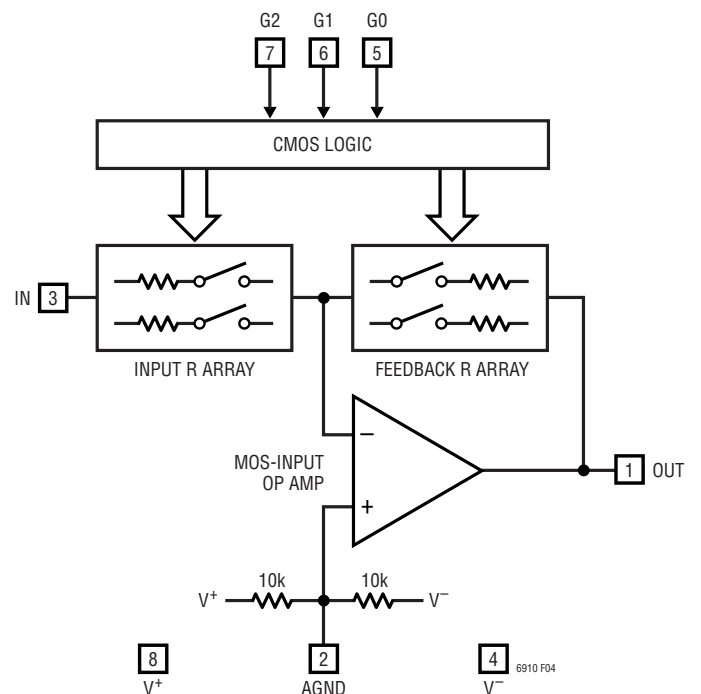 G2 G1 G0
7 6 5
CMOS LOGIC
IN 3
INPUT R ARRAY FEEDBACK R ARRAY
MOS-INPUT
OP AMP
−
+
1 OUT
10k 10k
V+ V−
8 2 4
6910 F04
V+ AGND V−